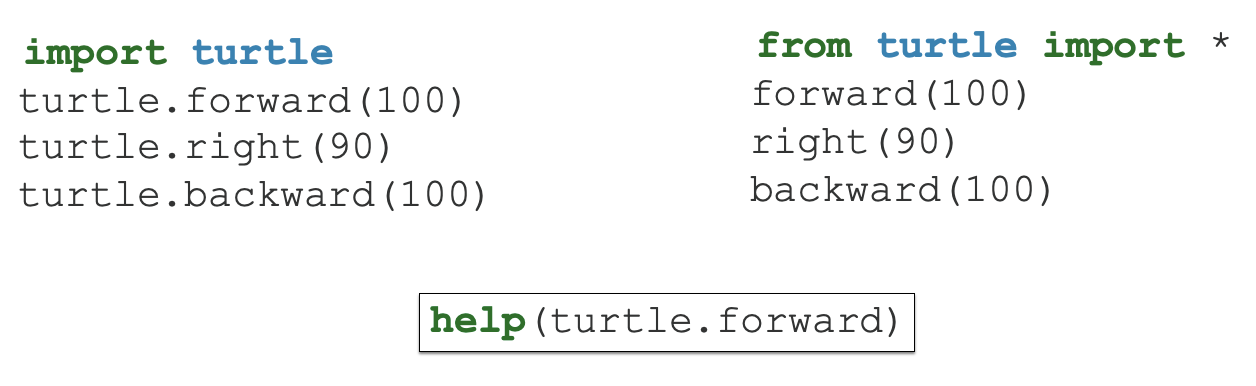 import turtle
turtle.forward(100)
turtle.right(90)
turtle.backward(100)
from turtle import *
forward(100)
right(90)
backward(100)
help(turtle.forward)